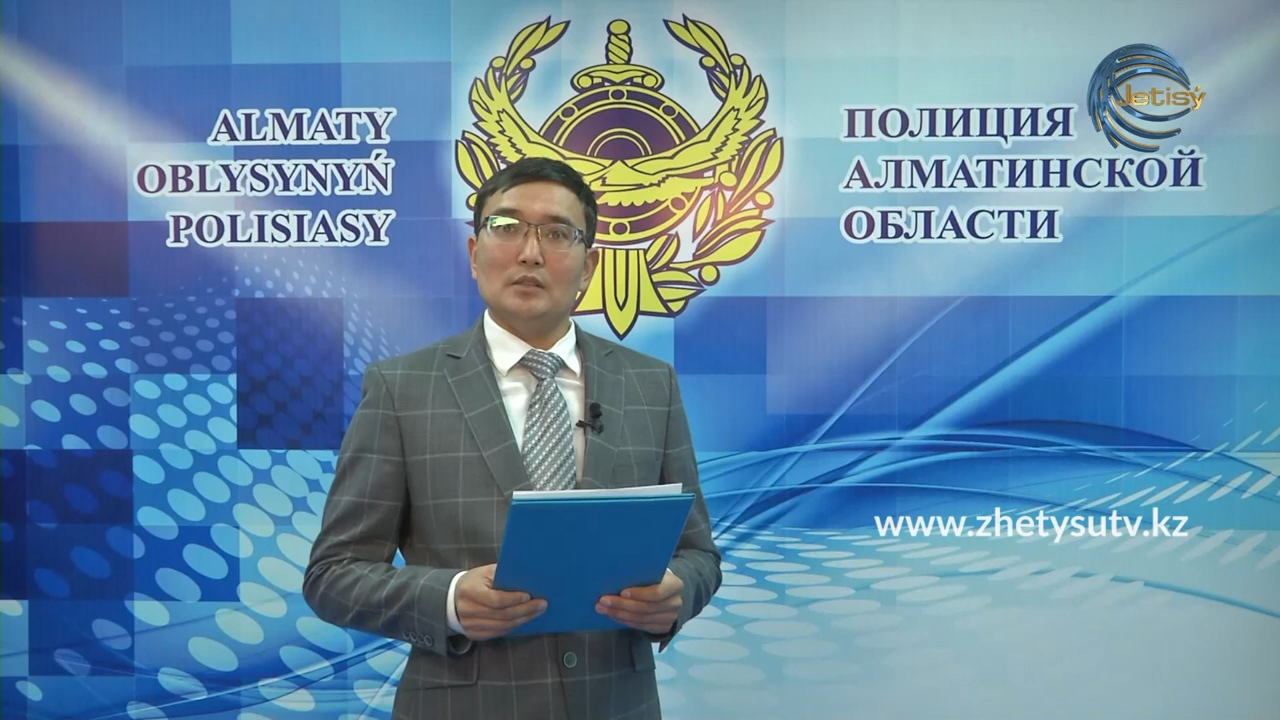 ALMATY
OBLYSYNYŃ
POLISIASY
ПОЛИЦИЯ
АЛМАТИНСКОЙ
ОБЛАСТИ
Jetisý
www.zhetysutv.kz